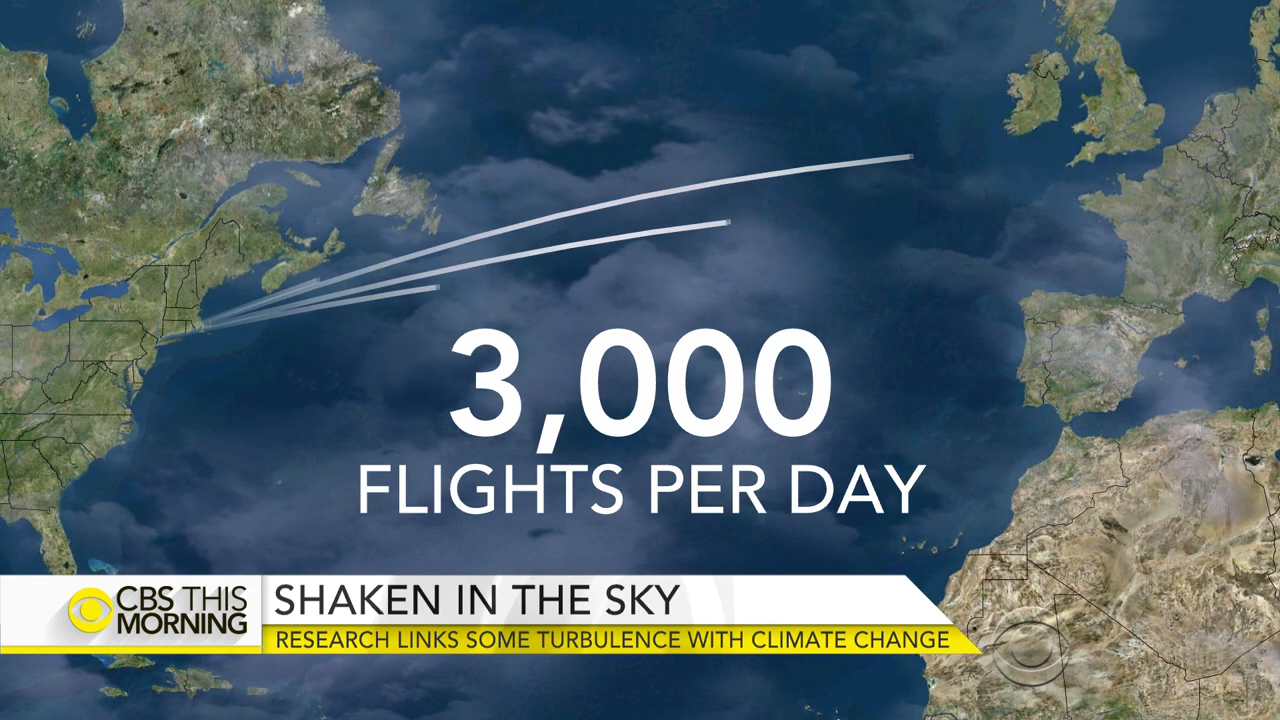 3,000
FLIGHTS PER DAY
CBS THIS
MORNING
SHAKEN IN THE SKY
RESEARCH LINKS SOME TURBULENCE WITH CLIMATE CHANGE